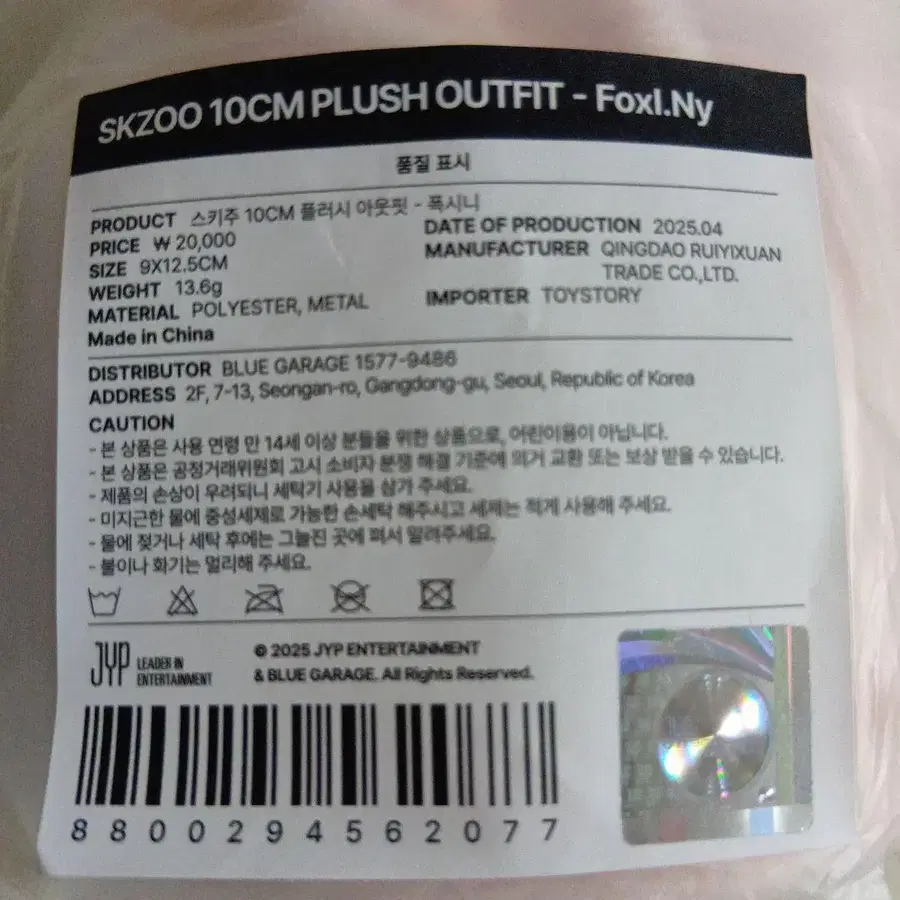 SKZOO 10CM PLUSH OUTFIT - FoxI.Ny
품질 표시
PRODUCT 스키주 10CM 플러시 아웃핏 - 폭시니
PRICE ₩ 20,000
SIZE 9X12.5CM
WEIGHT 13.6g
MATERIAL POLYESTER, METAL
Made in China
DATE OF PRODUCTION 2025.04
MANUFACTURER QINGDAO RUIYIXUAN
TRADE CO.,LTD.
IMPORTER TOYSTORY
DISTRIBUTOR BLUE GARAGE 1577-9486
ADDRESS 2F, 7-13, Seongan-ro, Gangdong-gu, Seoul, Republic of Korea
CAUTION
- 본 상품은 사용 연령 만 14세 이상 분들을 위한 상품으로, 어린이용이 아닙니다.
- 본 상품은 공정거래위원회 고시 소비자 분쟁 해결 기준에 의거 교환 또는 보상 받을 수 있습니다.
- 제품의 손상이 우려되니 세탁기 사용을 삼가 주세요.
- 미지근한 물에 중성세제로 가능한 손세탁 해주시고 세제는 적게 사용해 주세요.
- 물에 젖거나 세탁 후에는 그늘진 곳에 펴서 말려주세요.
- 불이나 화기는 멀리해 주세요.
JYP LEADER IN
ENTERTAINMENT
© 2025 JYP ENTERTAINMENT
& BLUE GARAGE. All Rights Reserved.
8800294562077